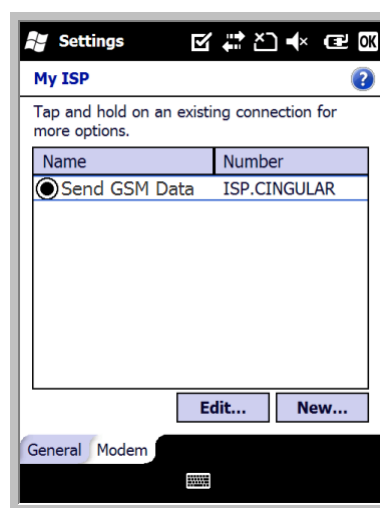 Settings
OK
My ISP
?
Tap and hold on an existing connection for
more options.
Name Number
Send GSM Data ISP.CINGULAR
Edit... New...
General Modem